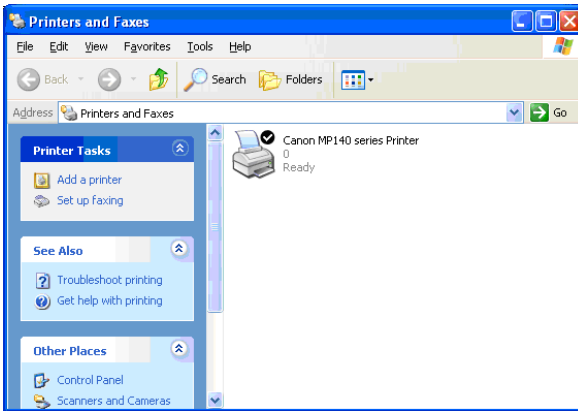 Printers and Faxes
File Edit View Favorites Tools Help
Back Search Folders
Address Printers and Faxes Go
Printer Tasks
Add a printer
Set up faxing
See Also
Troubleshoot printing
Get help with printing
Other Places
Control Panel
Scanners and Cameras
Canon MP140 series Printer
0
Ready